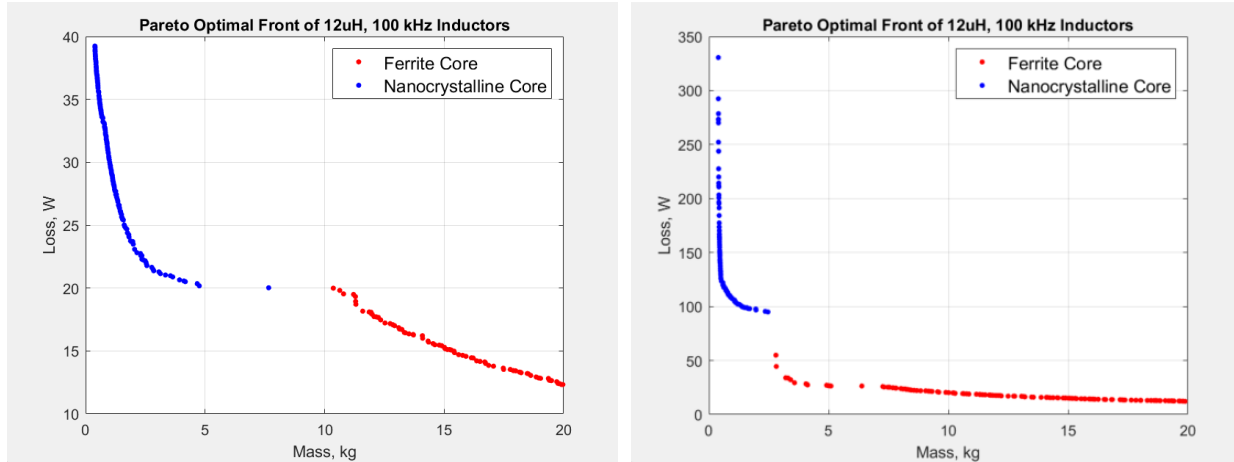 Pareto Optimal Front of 12uH, 100 kHz Inductors
40
35
30
25
20
15
10
Loss, W
Ferrite Core
Nanocrystalline Core
0
5
10
15
20
Mass, kg
Pareto Optimal Front of 12uH, 100 kHz Inductors
350
300
250
200
150
100
50
0
Loss, W
Ferrite Core
Nanocrystalline Core
0
5
10
15
20
Mass, kg